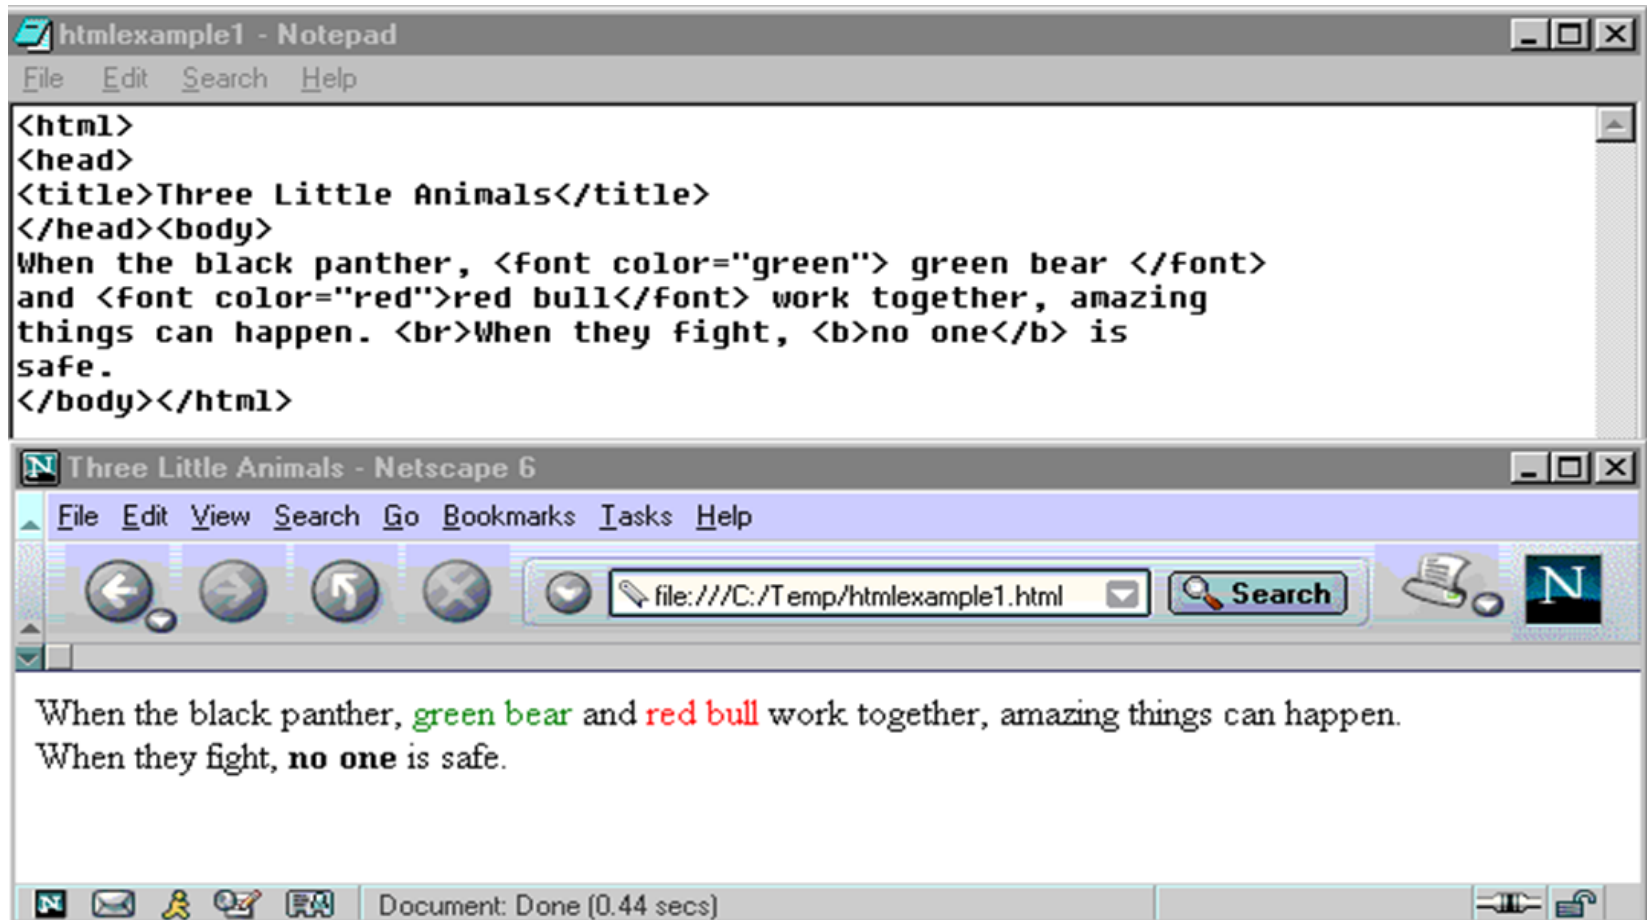 htmlexample1 - Notepad
File Edit Search Help
<html>
<head>
<title>Three Little Animals</title>
</head><body>
When the black panther, <font color="green"> green bear </font>
and <font color="red">red bull</font> work together, amazing
things can happen. <br>When they fight, <b>no one</b> is
safe.
</body></html>
N Three Little Animals - Netscape 6
File Edit View Search Go Bookmarks Tasks Help
file:///C:/Temp/htmlexample1.html Search N
When the black panther, green bear and red bull work together, amazing things can happen.
When they fight, no one is safe.
N Document: Done (0.44 secs)